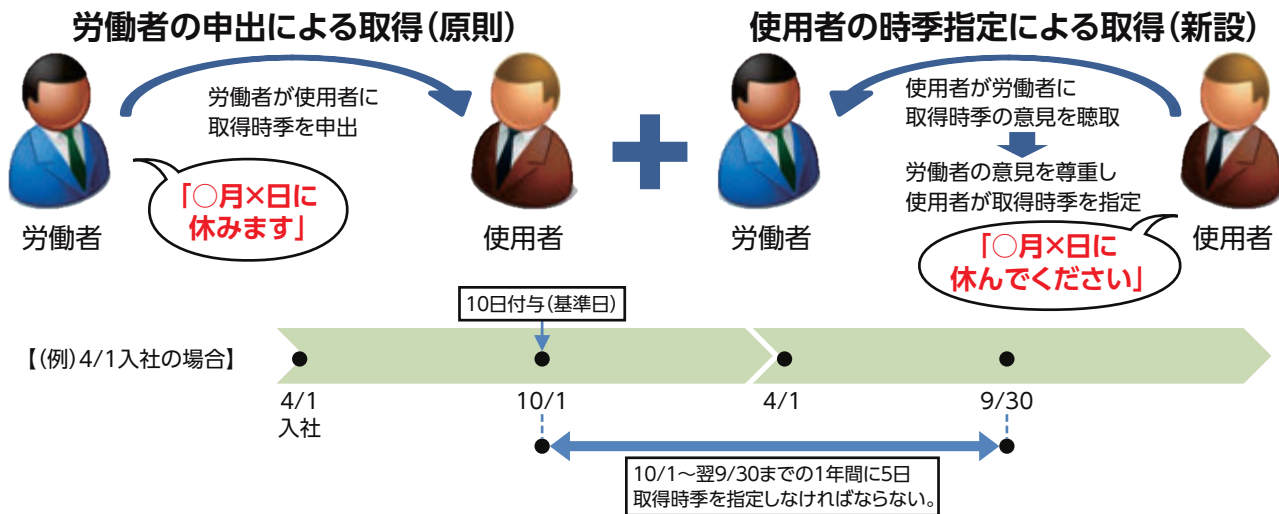 労働者の申出による取得(原則)
労働者が使用者に
取得時季を申出
「○月×日に
休みます」
労働者
使用者
使用者の時季指定による取得(新設)
使用者が労働者に
取得時季の意見を聴取
労働者の意見を尊重し
使用者が取得時季を指定
「○月×日に
休んでください」
労働者
使用者
10日付与(基準日)
【(例)4/1入社の場合】
4/1
入社
10/1
4/1
9/30
10/1～翌9/30までの1年間に5日
取得時季を指定しなければならない。